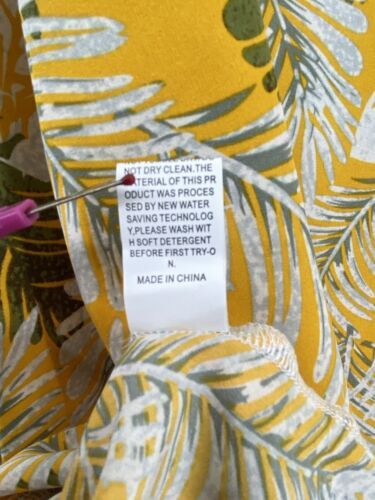 NOT DRY CLEAN.THE
MATERIAL OF THIS PR
ODUCT WAS PROCES
SED BY NEW WATER
SAVING TECHNOLOG
Y,PLEASE WASH WIT
H SOFT DETERGENT
BEFORE FIRST TRY-O
N.
MADE IN CHINA